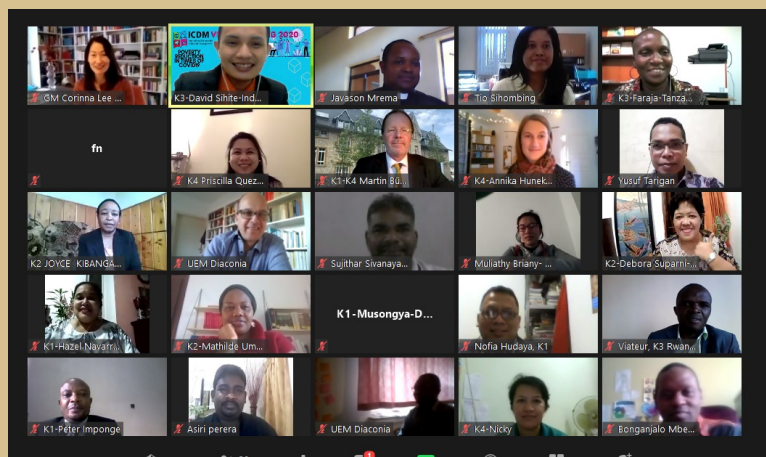 GM Corinna Lee ...
ICDM V
G 2020
POVERTY
COVID
K3-David Sihite-Ind...
Javason Mrema
Tio Sihombing
K3-Faraja-Tanza...
fn
K4 Priscilla Quez...
K1-K4 Martin Bü...
K4-Annika Hunek...
Yusuf Tarigan
K2 JOYCE KIBANGA...
UEM Diaconia
Sujithar Sivanaya...
Muliathy Briany- ...
K2-Debora Suparni-...
K1-Hazel Navarr...
K2-Mathilde Um...
K1-Musongya-D...
Nofia Hudaya, K1
Viateur, K3 Rwan...
K1-Peter Imponge
Asiri perera
UEM Diaconia
K4-Nicky
Bonganjalo Mbe...
1